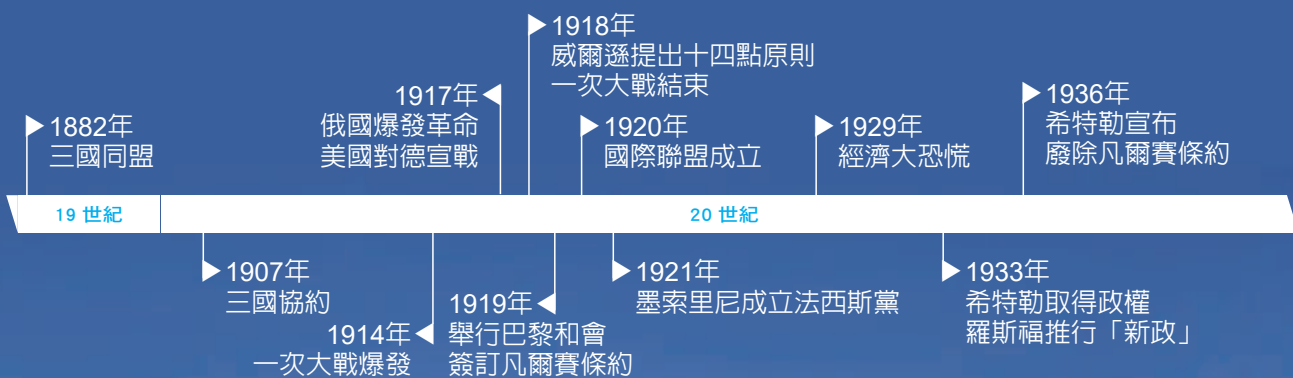 1918年
威爾遜提出十四點原則
一次大戰結束
1917年
俄國爆發革命
美國對德宣戰
1936年
希特勒宣布
廢除凡爾賽條約
1882年
三國同盟
1920年
國際聯盟成立
1929年
經濟大恐慌
19 世紀
20 世紀
1907年
三國協約
1921年
墨索里尼成立法西斯黨
1933年
希特勒取得政權
羅斯福推行「新政」
1914年
一次大戰爆發
1919年
舉行巴黎和會
簽訂凡爾賽條約